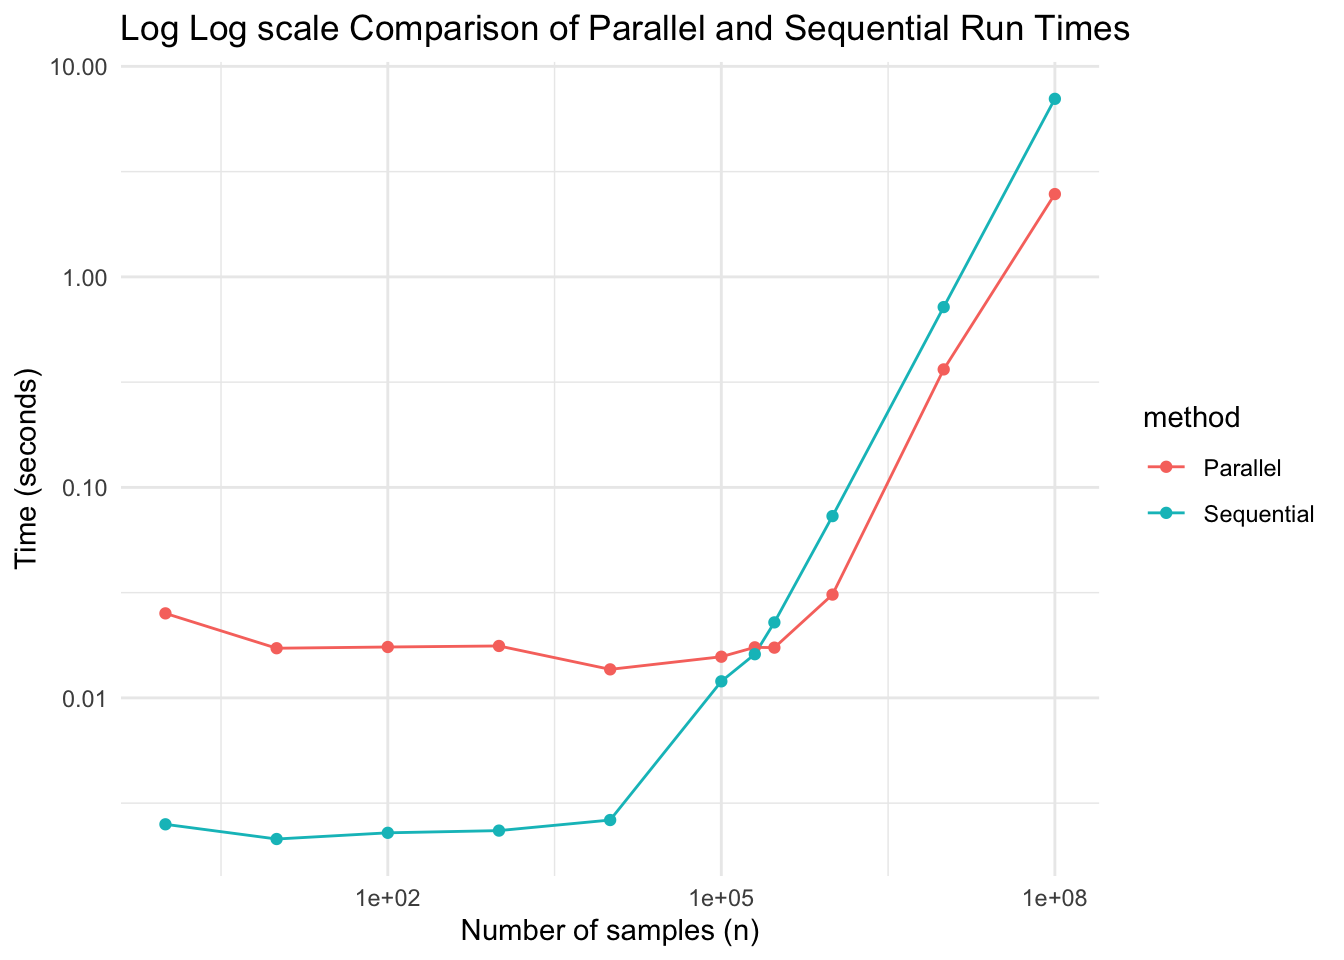 Log Log scale Comparison of Parallel and Sequential Run Times
10.00
1.00
0.10
0.01
Time (seconds)
1e+02
1e+05
1e+08
Number of samples (n)
method
Parallel
Sequential